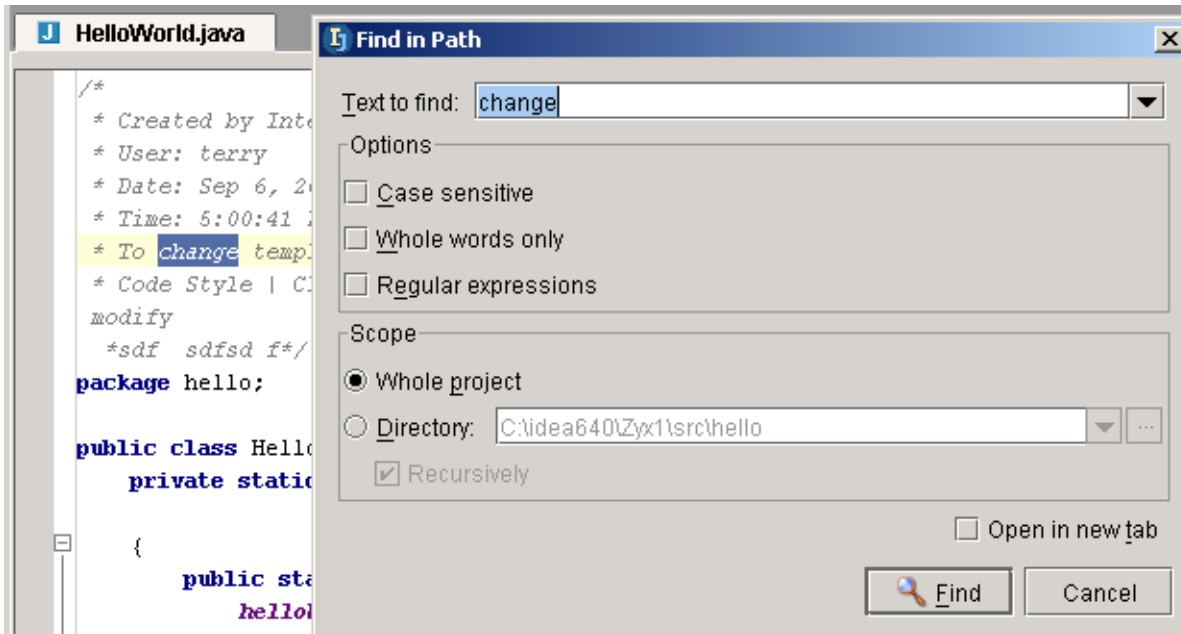 HelloWorld.java
/*
* Created by Inte
* User: terry
* Date: Sep 6, 2
* Time: 5:00:41
* To change templ
* Code Style | Cl
modify
*sdf sdfsd f*/
package hello;
public class Hello
private static
{
public sta
hello
Find in Path
Text to find: change
Options
Case sensitive
Whole words only
Regular expressions
Scope
Whole project
Directory: C:\idea640\Zyx1\src\hello
...
Recursively
Open in new tab
Find Cancel